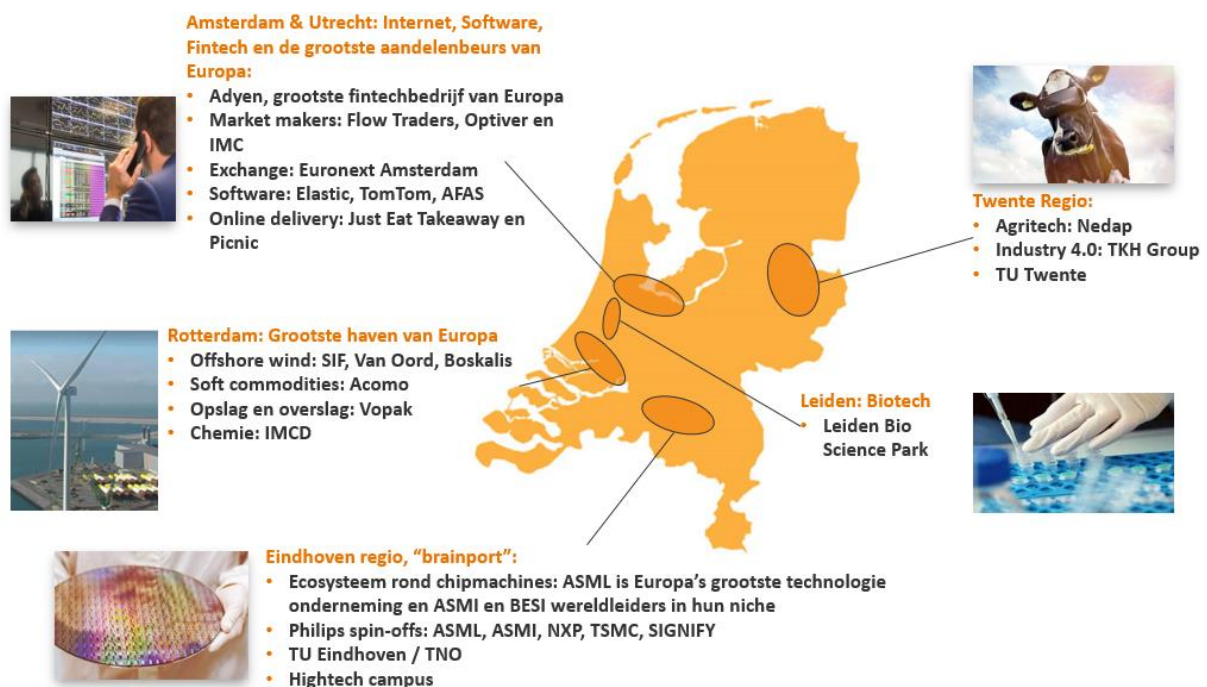 Amsterdam & Utrecht: Internet, Software,
Fintech en de grootste aandelenbeurs van
Europa:
• Adyen, grootste fintechbedrijf van Europa
• Market makers: Flow Traders, Optiver en
IMC
• Exchange: Euronext Amsterdam
• Software: Elastic, TomTom, AFAS
• Online delivery: Just Eat Takeaway en
Picnic
Twente Regio:
• Agritech: Nedap
• Industry 4.0: TKH Group
• TU Twente
Rotterdam: Grootste haven van Europa
• Offshore wind: SIF, Van Oord, Boskalis
• Soft commodities: Acomo
• Opslag en overslag: Vopak
• Chemie: IMCD
Leiden: Biotech
• Leiden Bio
Science Park
Eindhoven regio, “brainport”:
• Ecosysteem rond chipmachines: ASML is Europa’s grootste technologie
onderneming en ASMI en BESI wereldleiders in hun niche
• Philips spin-offs: ASML, ASMI, NXP, TSMC, SIGNIFY
• TU Eindhoven / TNO
• Hightech campus